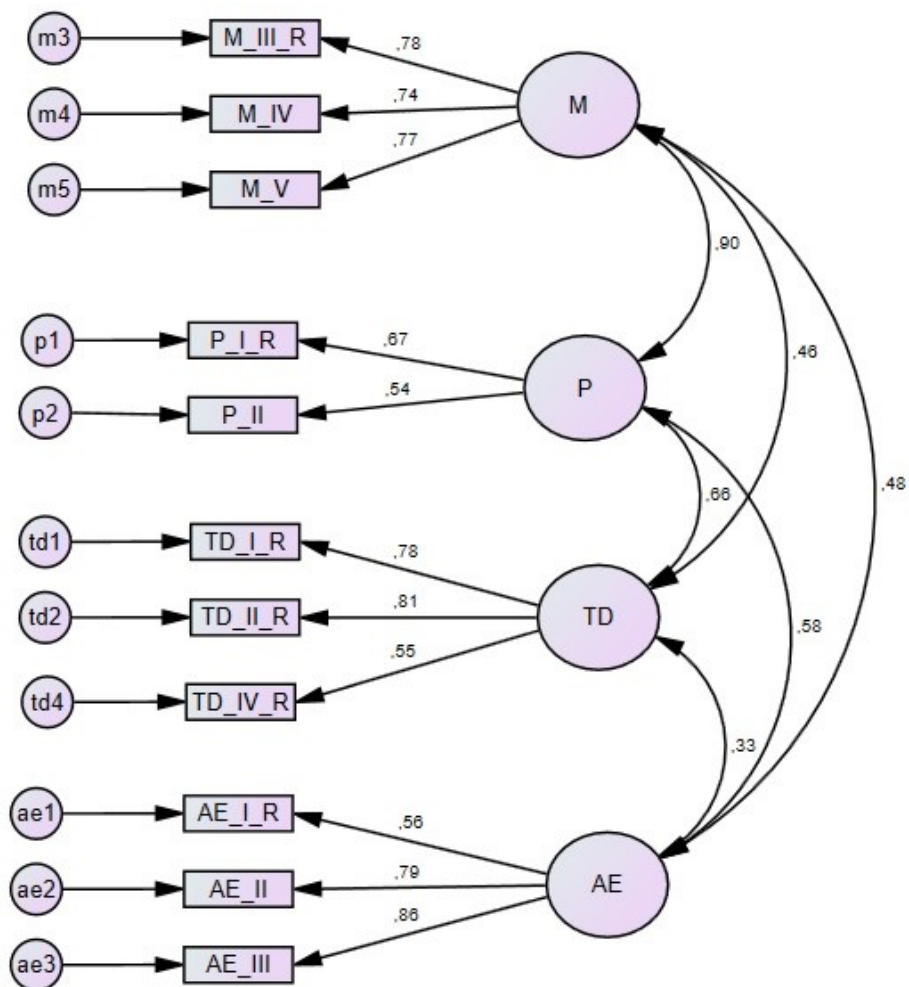 m3 M_III_R ,78
m4 M_IV ,74 M
m5 M_V ,77
,90
p1 P_I_R ,67
,46
p2 P_II ,54 P
,48
,66
td1 TD_I_R ,78
td2 TD_II_R ,81 TD
,58
td4 TD_IV_R ,55
,33
ae1 AE_I_R ,56
ae2 AE_II ,79 AE
ae3 AE_III ,86